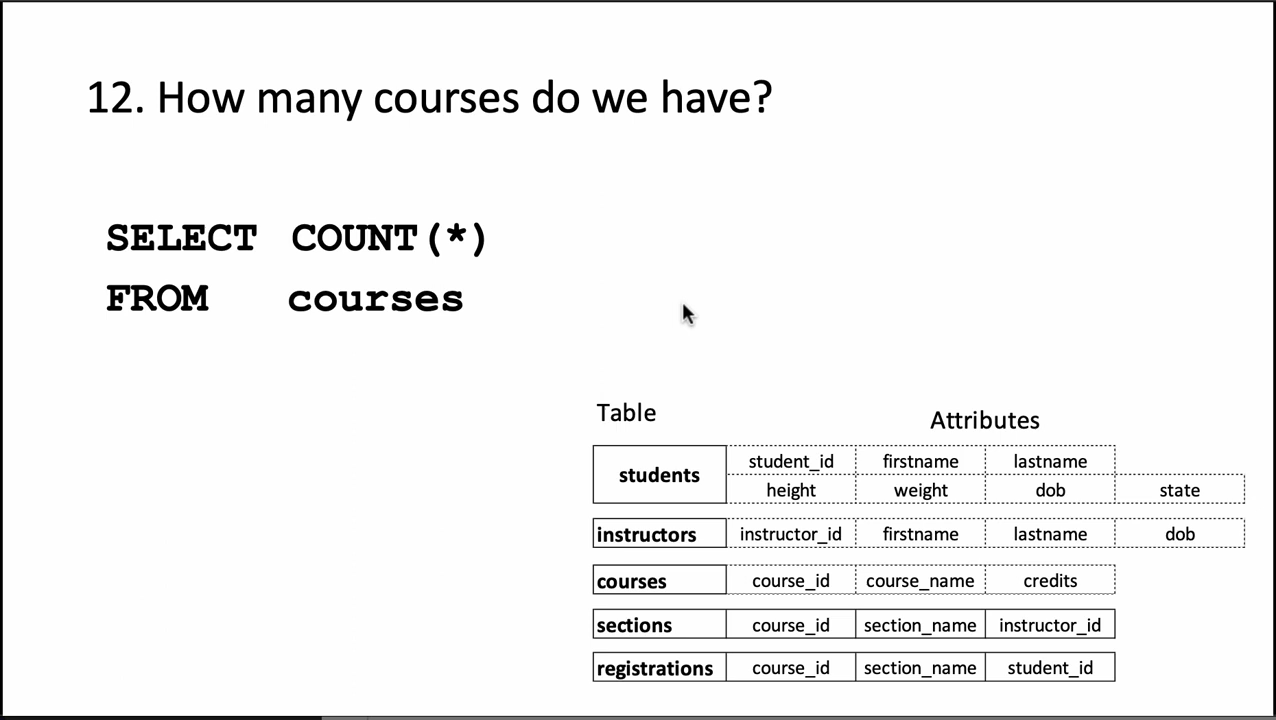 12. How many courses do we have?
SELECT COUNT(*)
FROM courses
Table Attributes
students student_id firstname lastname
height weight dob state
instructors instructor_id firstname lastname dob
courses course_id course_name credits
sections course_id section_name instructor_id
registrations course_id section_name student_id